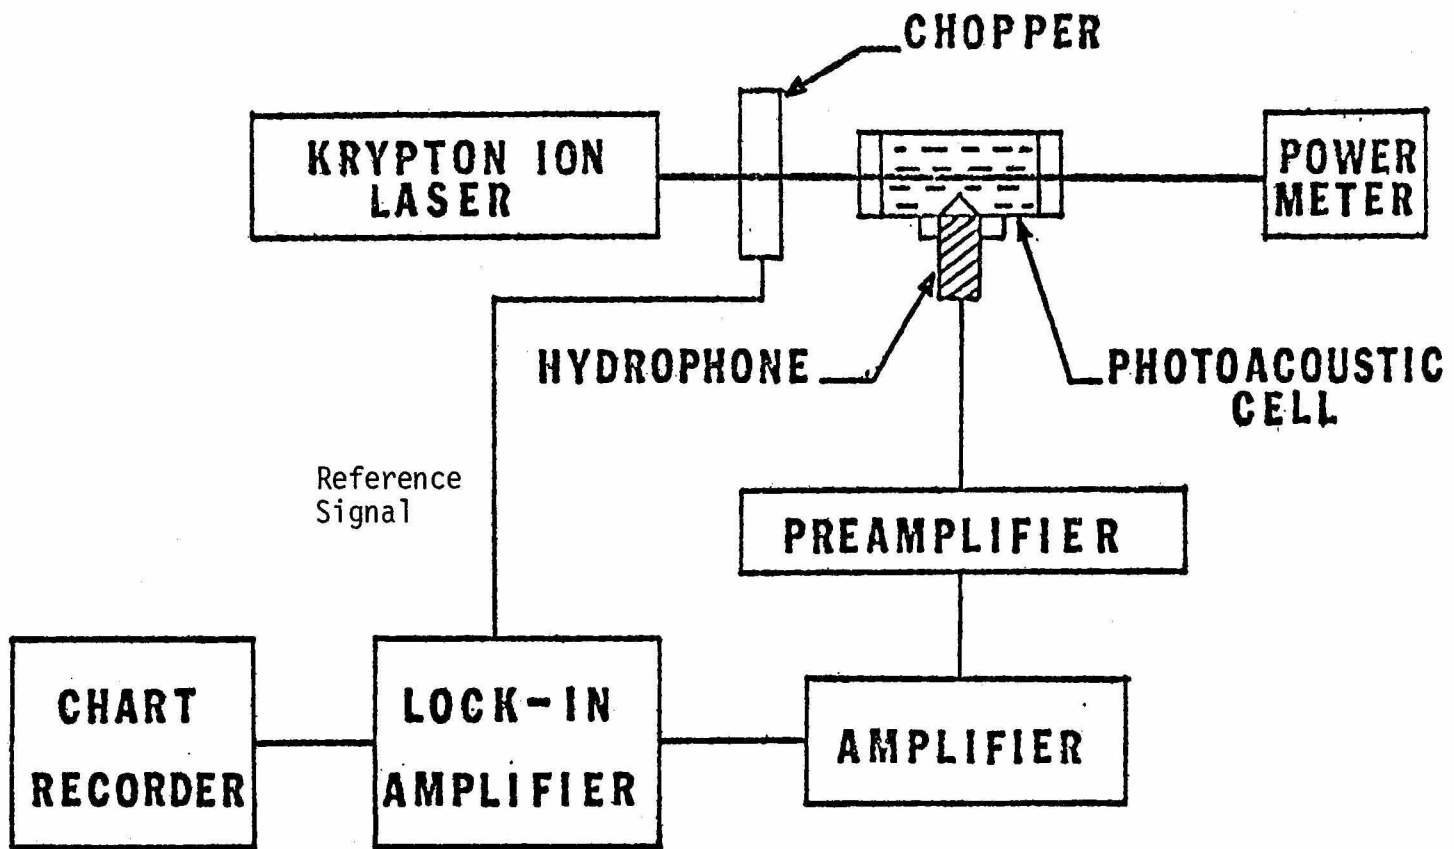 CHOPPER
KRYPTON ION
LASER
POWER
METER
HYDROPHONE
PHOTOACOUSTIC
CELL
Reference
Signal
PREAMPLIFIER
CHART
RECORDER
LOCK-IN
AMPLIFIER
AMPLIFIER